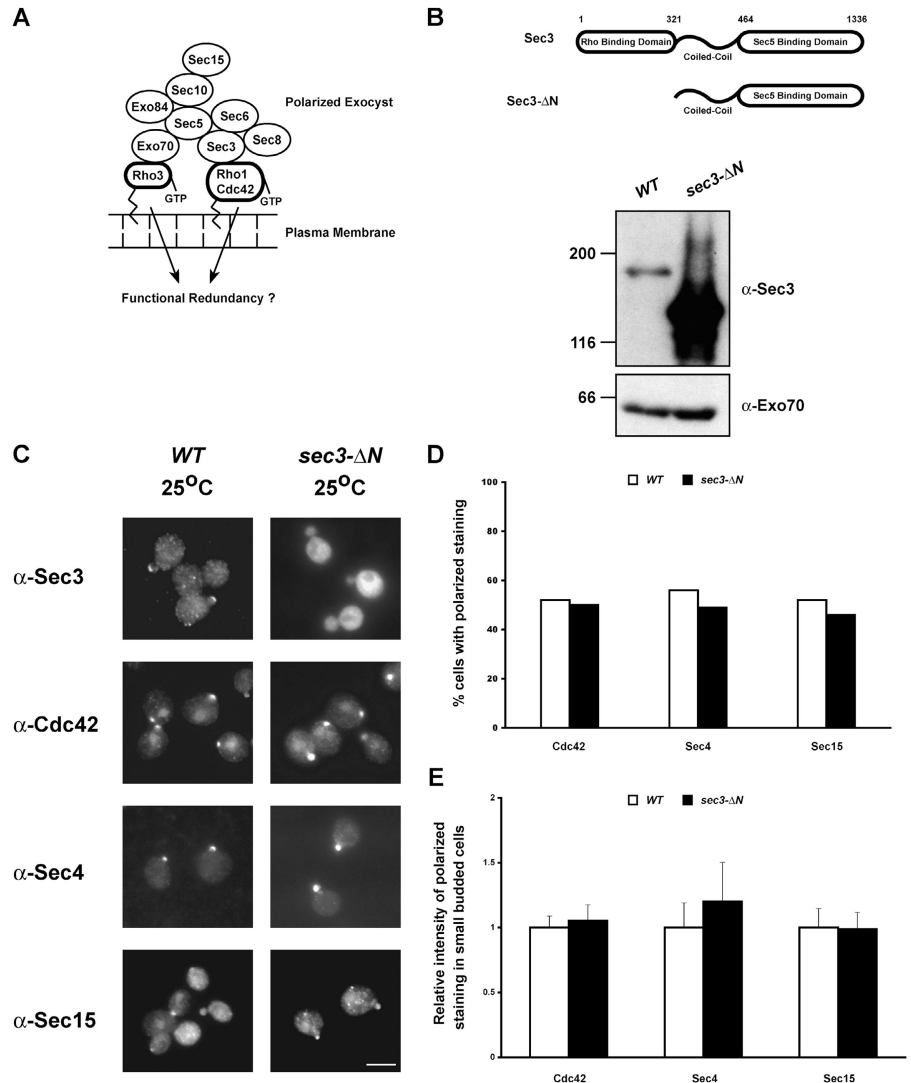 A
Sec15
Sec10
Exo84
Sec5
Sec6
Exo70
Sec3
Sec8
Polarized Exocyst
Rho3
GTP
Rho1
Cdc42
GTP
Plasma Membrane
Functional Redundancy ?
B
1 321 464 1336
Sec3 Rho Binding Domain Sec5 Binding Domain
Coiled-Coil
Sec3-ΔN Sec5 Binding Domain
Coiled-Coil
WT sec3-ΔN
200
α-Sec3
116
66
α-Exo70
C
WT sec3-ΔN
25°C 25°C
α-Sec3
α-Cdc42
α-Sec4
α-Sec15
D
WT sec3-ΔN
% cells with polarized staining
100
80
60
40
20
0
Cdc42 Sec4 Sec15
E
WT sec3-ΔN
Relative intensity of polarized
staining in small budded cells
2
1.5
1
0.5
0
Cdc42 Sec4 Sec15